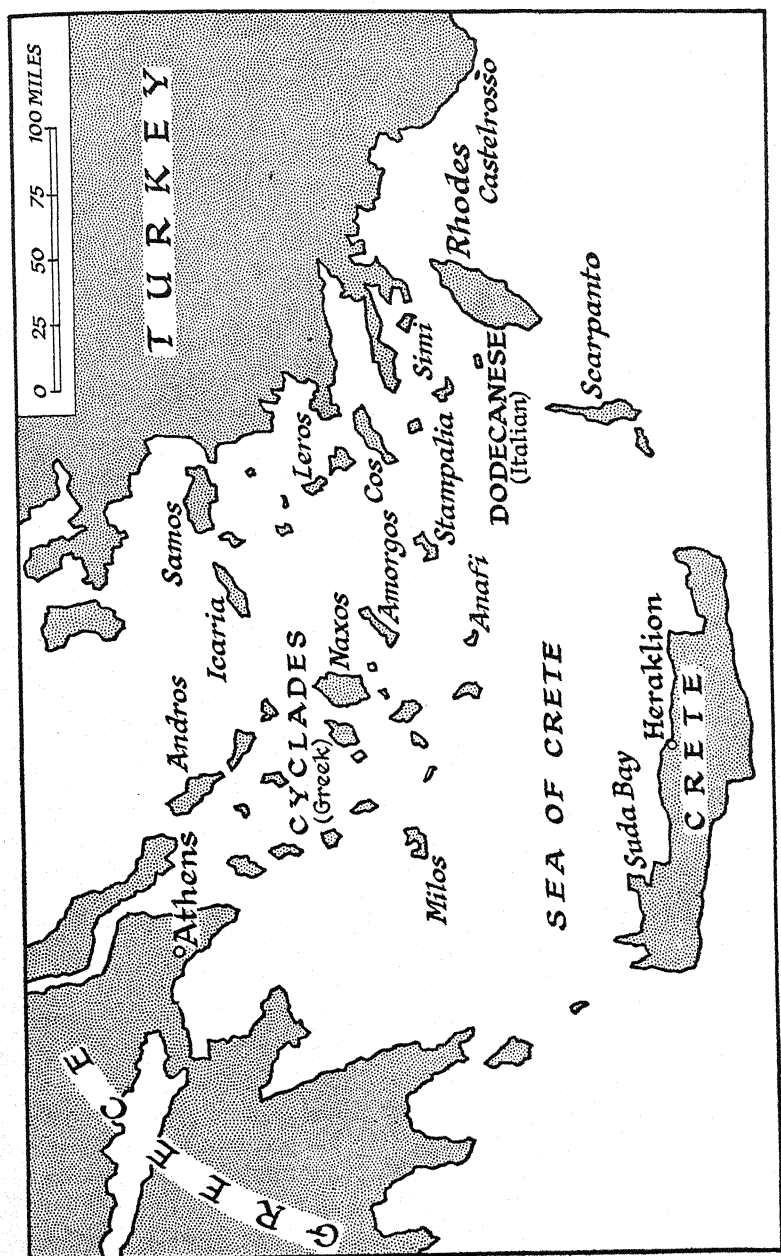 GREECE
TURKEY
0 25 50 75 100 MILES
Athens
Andros
Samos
Icaria
CYCLADES
(Greek)
Naxos
Leros
Cos
Amorgos
Simi
Stampalia
Rhodes
Castelrosso
DODECANESE
(Italian)
Milos
Anafi
Scarpanto
SEA OF CRETE
Suda Bay
Heraklion
CRETE